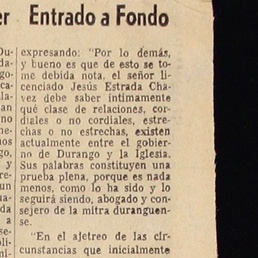 er Entrado a Fondo
expresando: "Por lo demás,
y bueno es que de esto se to-
me debida nota, el señor li-
cenciado Jesús Estrada Chá-
vez debe saber íntimamente
qué clase de relaciones, cor-
diales o no cordiales, estre-
chas o no estrechas, existen
actualmente entre el gobier-
no de Durango y la Iglesia.
Sus palabras constituyen una
prueba plena, porque es nada
menos, como lo ha sido y lo
seguirá siendo, abogado y con-
sejero de la mitra duranguen-
se.
"En el ajetreo de las cir-
cunstancias que inicialmente